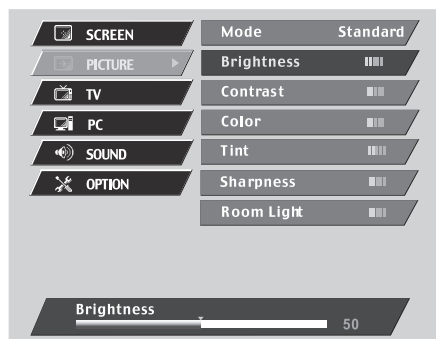 SCREEN
PICTURE
TV
PC
SOUND
OPTION
Mode Standard
Brightness
Contrast
Color
Tint
Sharpness
Room Light
Brightness
50